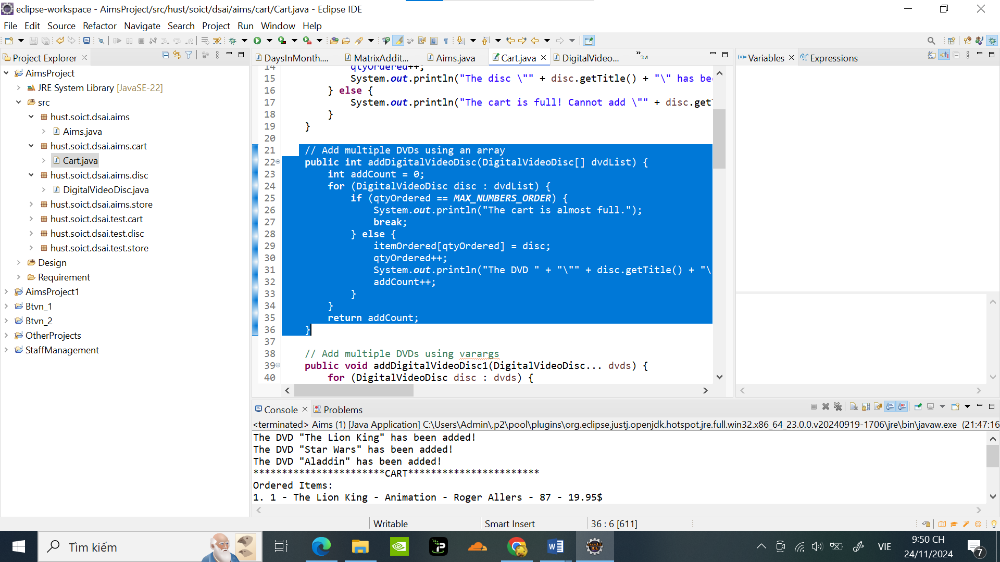 eclipse-workspace - AimsProject/src/hust/soict/dsai/aims/cart/Cart.java - Eclipse IDE
File Edit Source Refactor Navigate Search Project Run Window Help
Project Explorer
AimsProject
JRE System Library [JavaSE-22]
src
hust.soict.dsai.aims
Aims.java
hust.soict.dsai.aims.cart
Cart.java
hust.soict.dsai.aims.disc
DigitalVideoDisc.java
hust.soict.dsai.aims.store
hust.soict.dsai.test.cart
hust.soict.dsai.test.disc
hust.soict.dsai.test.store
Design
Requirement
AimsProject1
Btvn_1
Btvn_2
OtherProjects
StaffManagement
DaysInMonth.... MatrixAddit... Aims.java Cart.java DigitalVideo... »34
14 qtyOrdered++;
15 System.out.println("The disc \"" + disc.getTitle() + "\" has be
16 } else {
17 System.out.println("The cart is full! Cannot add \"" + disc.get
18 }
19 }
20
21 // Add multiple DVDs using an array
22 public int addDigitalVideoDisc(DigitalVideoDisc[] dvdList) {
23 int addCount = 0;
24 for (DigitalVideoDisc disc : dvdList) {
25 if (qtyOrdered == MAX_NUMBERS_ORDER) {
26 System.out.println("The cart is almost full.");
27 break;
28 } else {
29 itemOrdered[qtyOrdered] = disc;
30 qtyOrdered++;
31 System.out.println("The DVD " + "\"" + disc.getTitle() + "\
32 addCount++;
33 }
34 }
35 return addCount;
36 }
37
38 // Add multiple DVDs using varargs
39 public void addDigitalVideoDisc1(DigitalVideoDisc... dvds) {
40 for (DigitalVideoDisc disc : dvds) {
(x)= Variables Expressions
Console Problems
<terminated> Aims (1) [Java Application] C:\Users\Admin\.p2\pool\plugins\org.eclipse.justj.openjdk.hotspot.jre.full.win32.x86_64_23.0.0.v20240919-1706\jre\bin\javaw.exe (21:47:16
The DVD "The Lion King" has been added!
The DVD "Star Wars" has been added!
The DVD "Aladdin" has been added!
***********************CART***********************
Ordered Items:
1. 1 - The Lion King - Animation - Roger Allers - 87 - 19.95$
Writable Smart Insert 36 : 6 [611]
Tìm kiếm
VIE
9:50 CH
24/11/2024
7